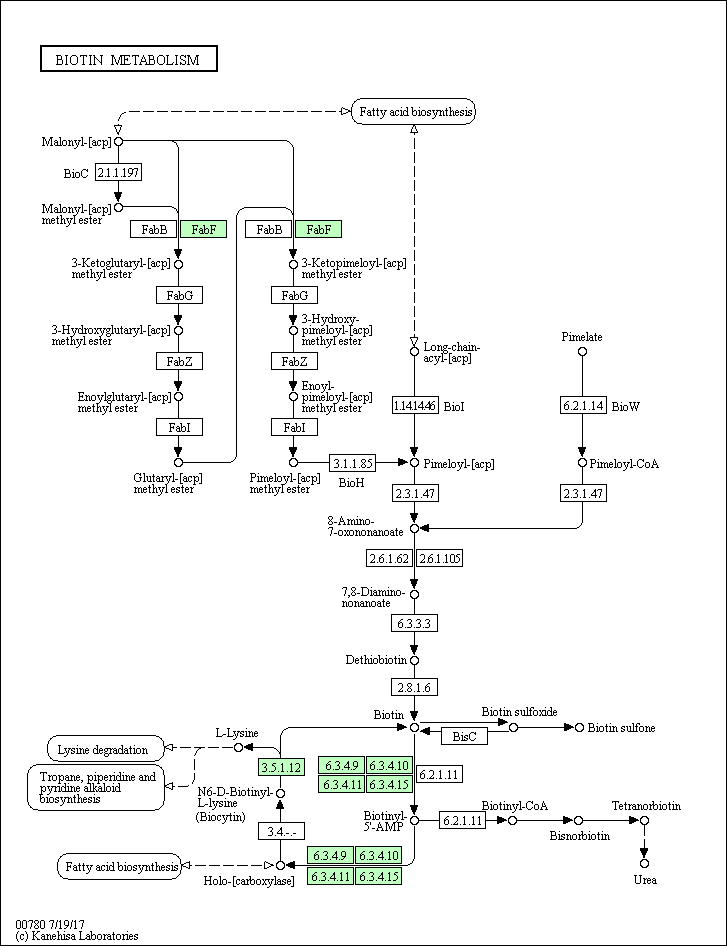 BIOTIN METABOLISM
Fatty acid biosynthesis
Malonyl-[acp]
BioC
2.1.1.197
Malonyl-[acp]
methyl ester
FabB
FabF
FabB
FabF
3-Ketoglutaryl-[acp]
methyl ester
3-Ketopimeloyl-[acp]
methyl ester
FabG
FabG
3-Hydroxyglutaryl-[acp]
methyl ester
3-Hydroxy-
pimeloyl-[acp]
methyl ester
Long-chain-
acyl-[acp]
Pimelate
FabZ
FabZ
Enoylglutaryl-[acp]
methyl ester
Enoyl-
pimeloyl-[acp]
methyl ester
1.14.14.46
BioI
6.2.1.14
BioW
FabI
FabI
Glutaryl-[acp]
methyl ester
Pimeloyl-[acp]
methyl ester
3.1.1.85
BioH
Pimeloyl-[acp]
Pimeloyl-CoA
2.3.1.47
2.3.1.47
8-Amino-
7-oxononanoate
2.6.1.62
2.6.1.105
7,8-Diamino-
nonanoate
6.3.3.3
Dethiobiotin
2.8.1.6
Biotin
Biotin sulfoxide
Biotin sulfone
BisC
L-Lysine
Lysine degradation
3.5.1.12
6.3.4.9
6.3.4.10
6.3.4.11
6.3.4.15
6.2.1.11
Tropane, piperidine and
pyridine alkaloid
biosynthesis
N6-D-Biotinyl-
L-lysine
(Biocytin)
3.4.-.-
Biotinyl-
5'-AMP
6.2.1.11
Biotinyl-CoA
Bisnorbiotin
Tetranorbiotin
Urea
Fatty acid biosynthesis
Holo-[carboxylase]
6.3.4.9
6.3.4.10
6.3.4.11
6.3.4.15
00780 7/19/17
(c) Kanehisa Laboratories